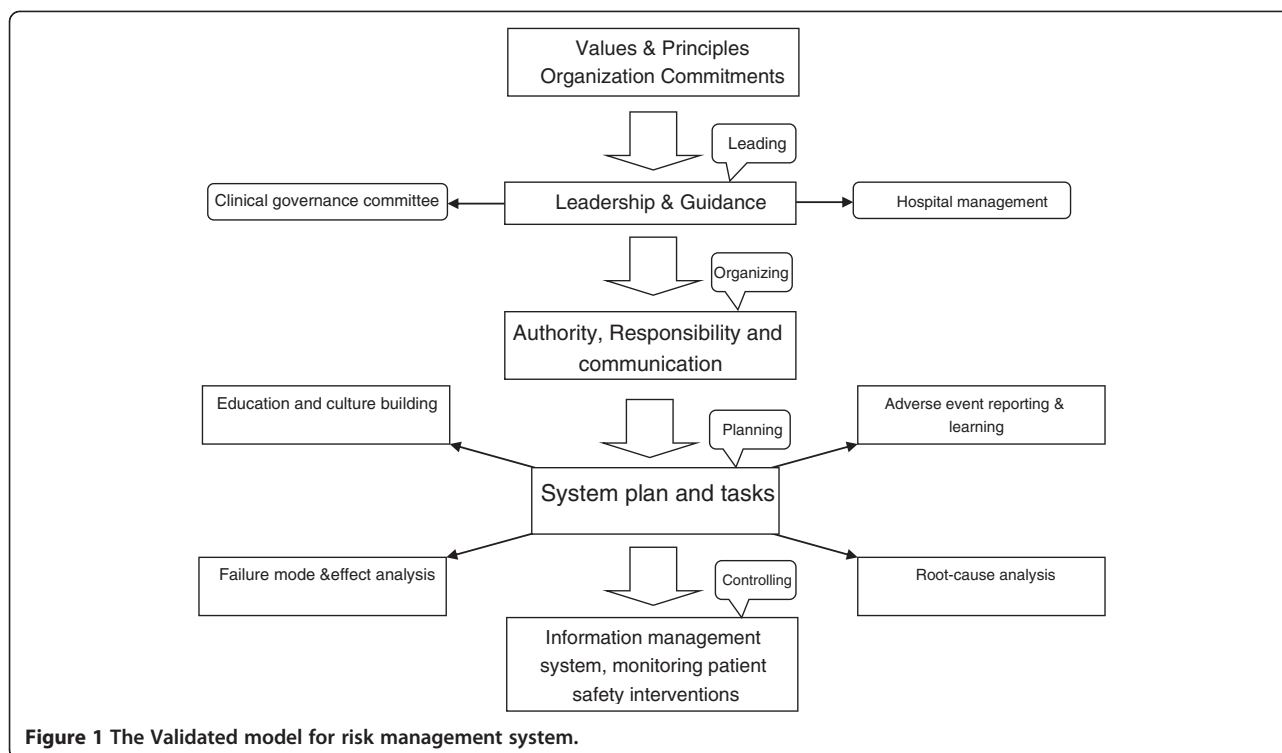 Values & Principles
Organization Commitments
Leading
Clinical governance committee
Leadership & Guidance
Hospital management
Organizing
Authority, Responsibility and
communication
Education and culture building
Adverse event reporting &
learning
Planning
System plan and tasks
Failure mode &effect analysis
Root-cause analysis
Controlling
Information management
system, monitoring patient
safety interventions
Figure 1 The Validated model for risk management system.